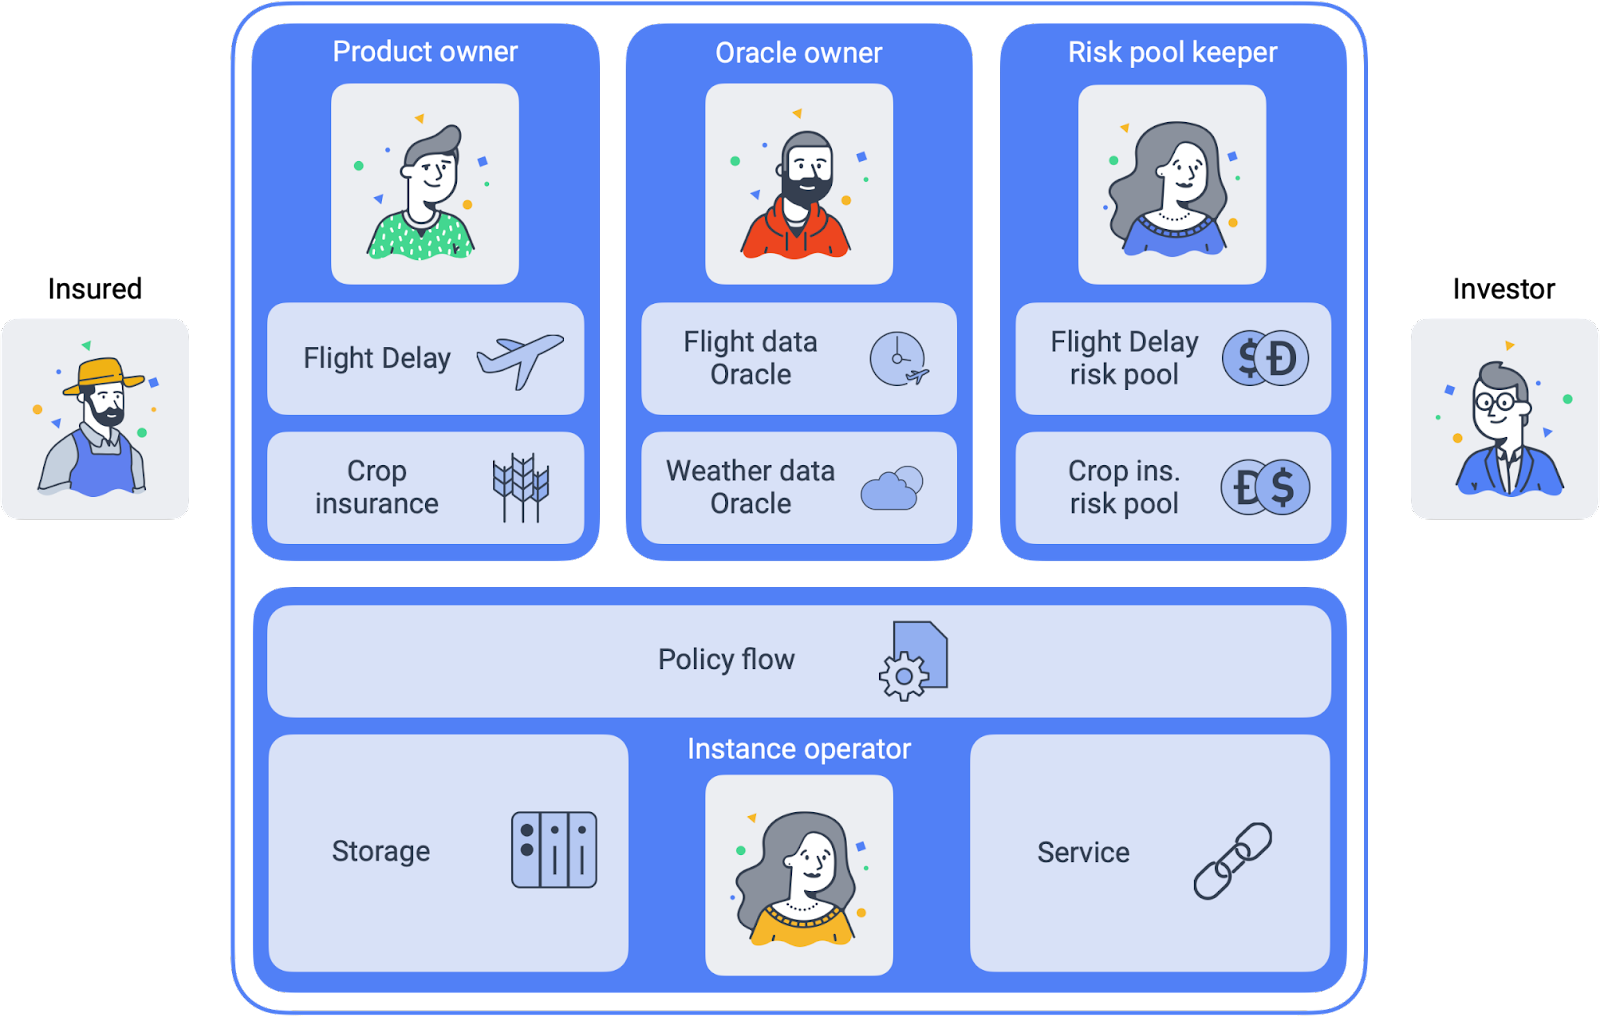 Product owner
Oracle owner
Risk pool keeper
Insured
Investor
Flight Delay
Flight data
Oracle
Flight Delay
risk pool
$ Đ
Crop
insurance
Weather data
Oracle
Crop ins.
risk pool
Đ $
Policy flow
Instance operator
Storage
Service